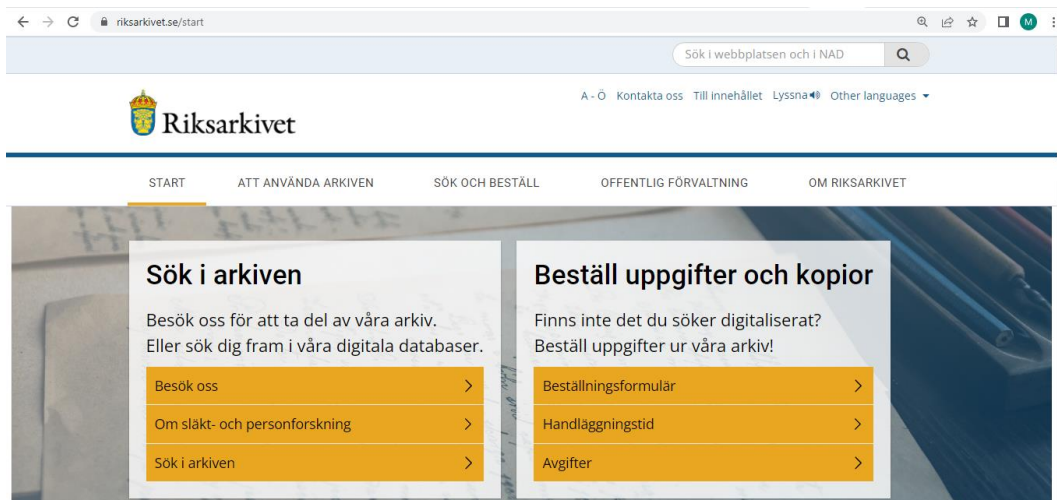 riksarkivet.se/start
M
Sök i webbplatsen och i NAD
A - Ö Kontakta oss Till innehållet Lyssna Other languages
Riksarkivet
START ATT ANVÄNDA ARKIVEN SÖK OCH BESTÄLL OFFENTLIG FÖRVALTNING OM RIKSARKIVET
Sök i arkiven
Besök oss för att ta del av våra arkiv.
Eller sök dig fram i våra digitala databaser.
Besök oss
Om släkt- och personforskning
Sök i arkiven
Beställ uppgifter och kopior
Finns inte det du söker digitaliserat?
Beställ uppgifter ur våra arkiv!
Beställningsformulär
Handläggningstid
Avgifter